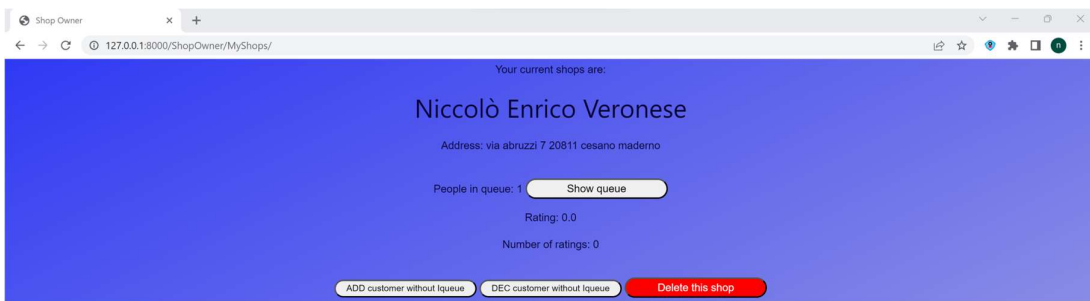 Shop Owner
127.0.0.1:8000/ShopOwner/MyShops/
n
Your current shops are:
Niccolò Enrico Veronese
Address: via abruzzi 7 20811 cesano maderno
People in queue: 1 Show queue
Rating: 0.0
Number of ratings: 0
ADD customer without Iqueue DEC customer without Iqueue Delete this shop